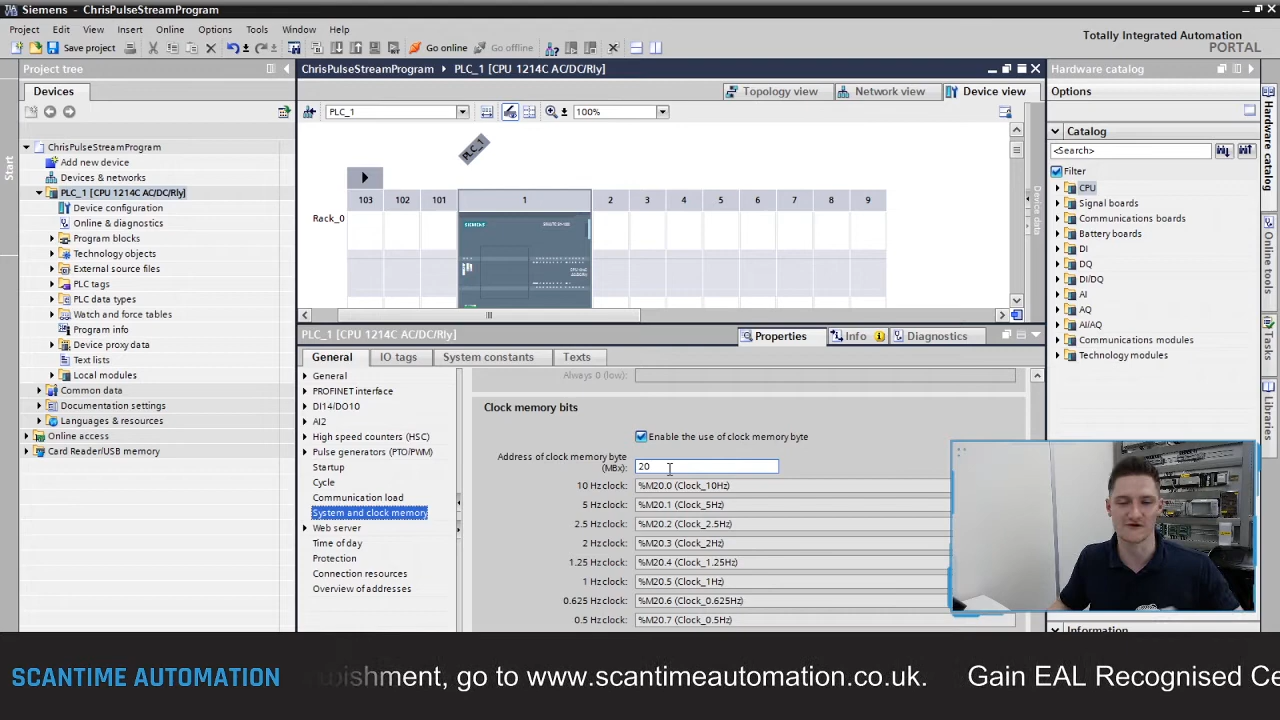 Siemens - ChrisPulseStreamProgram
Project Edit View Insert Online Options Tools Window Help
Totally Integrated Automation
PORTAL
Save project Go online Go offline
Project tree
ChrisPulseStreamProgram PLC_1 [CPU 1214C AC/DC/Rly]
Hardware catalog
Devices
Topology view Network view Device view
Options
PLC_1 100%
Catalog
<Search>
Filter
CPU
Signal boards
Communications boards
Battery boards
DI
DQ
DI/DQ
AI
AQ
AI/AQ
Communications modules
Technology modules
Information
Hardware catalog
Online tools
Tasks
Libraries
Start
ChrisPulseStreamProgram
Add new device
Devices & networks
PLC_1 [CPU 1214C AC/DC/Rly]
Device configuration
Online & diagnostics
Program blocks
Technology objects
External source files
PLC tags
PLC data types
Watch and force tables
Program info
Device proxy data
Text lists
Local modules
Common data
Documentation settings
Languages & resources
Online access
Card Reader/USB memory
PLC_1
103 102 101 1 2 3 4 5 6 7 8 9
Rack_0
SIEMENS
Device data
PLC_1 [CPU 1214C AC/DC/Rly]
Properties Info Diagnostics
General IO tags System constants Texts
General
PROFINET interface
DI14/DO10
AI2
High speed counters (HSC)
Pulse generators (PTO/PWM)
Startup
Cycle
Communication load
System and clock memory
Web server
Time of day
Protection
Connection resources
Overview of addresses
Always 0 (low):
Clock memory bits
Enable the use of clock memory byte
Address of clock memory byte
(MBx): 20
10 Hz clock: %M20.0 (Clock_10Hz)
5 Hz clock: %M20.1 (Clock_5Hz)
2.5 Hz clock: %M20.2 (Clock_2.5Hz)
2 Hz clock: %M20.3 (Clock_2Hz)
1.25 Hz clock: %M20.4 (Clock_1.25Hz)
1 Hz clock: %M20.5 (Clock_1Hz)
0.625 Hz clock: %M20.6 (Clock_0.625Hz)
0.5 Hz clock: %M20.7 (Clock_0.5Hz)
SCANTIME AUTOMATION
bishment, go to www.scantimeautomation.co.uk. Gain EAL Recognised Ce